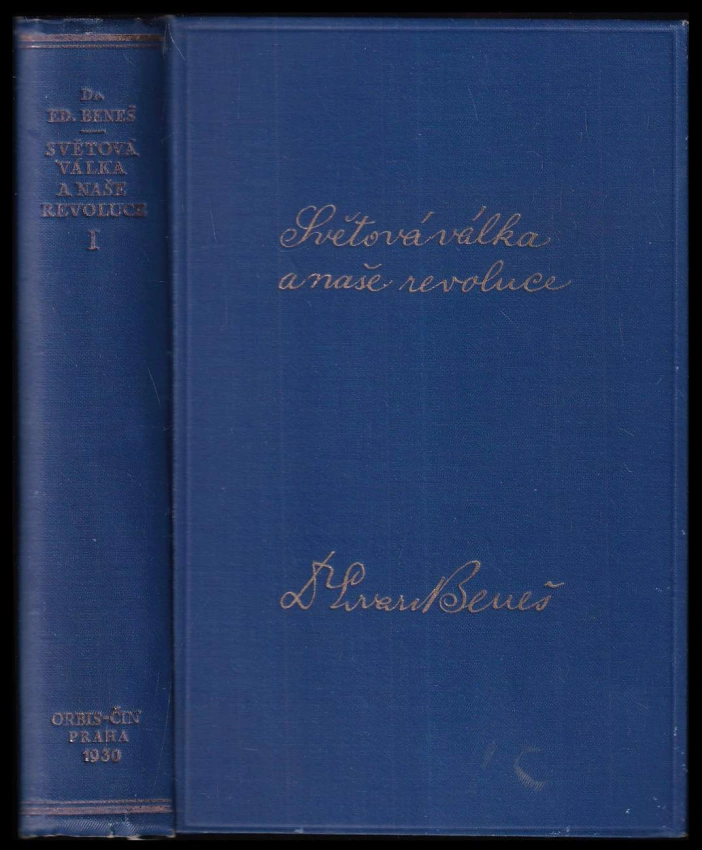 Dr
ED. BENEŠ
SVĚTOVÁ
VÁLKA
A NAŠE
REVOLUCE
I
ORBIS-ČIN
PRAHA
1930
Světová válka
a naše revoluce
Dr Edvard Beneš